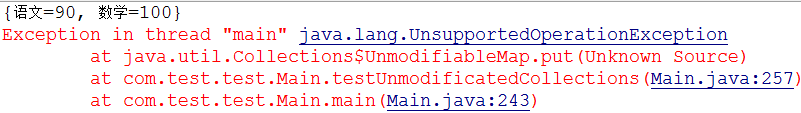 {语文=90, 数学=100}
Exception in thread "main" java.lang.UnsupportedOperationException
at java.util.Collections$UnmodifiableMap.put(Unknown Source)
at com.test.test.Main.testUnmodificatedCollections(Main.java:257)
at com.test.test.Main.main(Main.java:243)